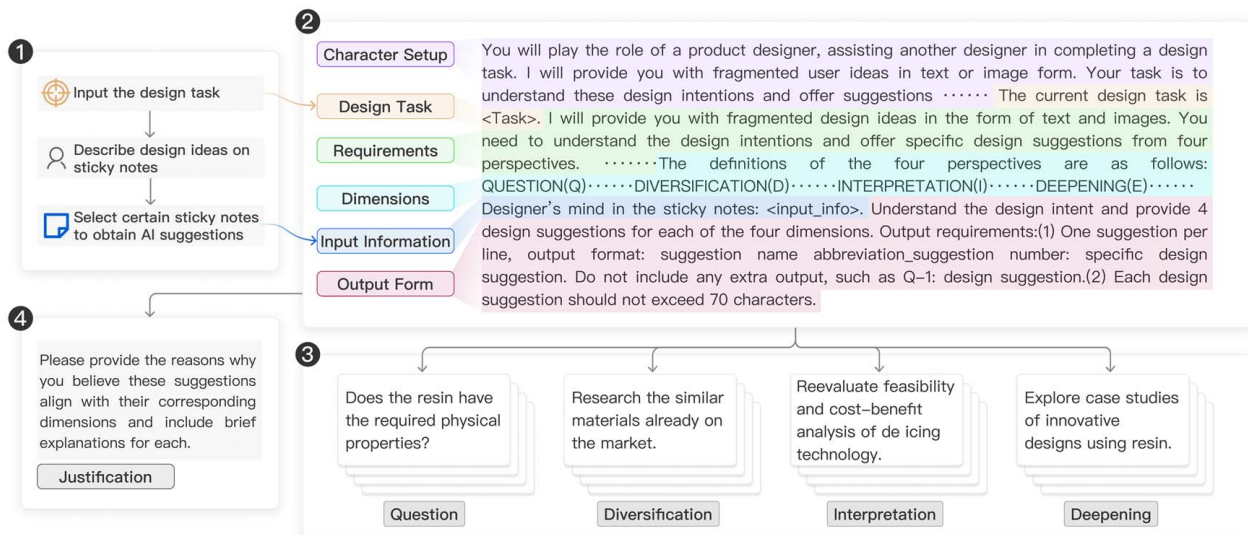 1
Input the design task
Describe design ideas on
sticky notes
Select certain sticky notes
to obtain AI suggestions
2
Character Setup
Design Task
Requirements
Dimensions
Input Information
Output Form
You will play the role of a product designer, assisting another designer in completing a design
task. I will provide you with fragmented user ideas in text or image form. Your task is to
understand these design intentions and offer suggestions ······ The current design task is
<Task>. I will provide you with fragmented design ideas in the form of text and images. You
need to understand the design intentions and offer specific design suggestions from four
perspectives. ·······The definitions of the four perspectives are as follows:
QUESTION(Q)······DIVERSIFICATION(D)······INTERPRETATION(I)······DEEPENING(E)······
Designer's mind in the sticky notes: <input_info>. Understand the design intent and provide 4
design suggestions for each of the four dimensions. Output requirements:(1) One suggestion per
line, output format: suggestion name abbreviation_suggestion number: specific design
suggestion. Do not include any extra output, such as Q-1: design suggestion.(2) Each design
suggestion should not exceed 70 characters.
3
Does the resin have
the required physical
properties?
Question
Research the similar
materials already on
the market.
Diversification
Reevaluate feasibility
and cost-benefit
analysis of de icing
technology.
Interpretation
Explore case studies
of innovative
designs using resin.
Deepening
4
Please provide the reasons why
you believe these suggestions
align with their corresponding
dimensions and include brief
explanations for each.
Justification